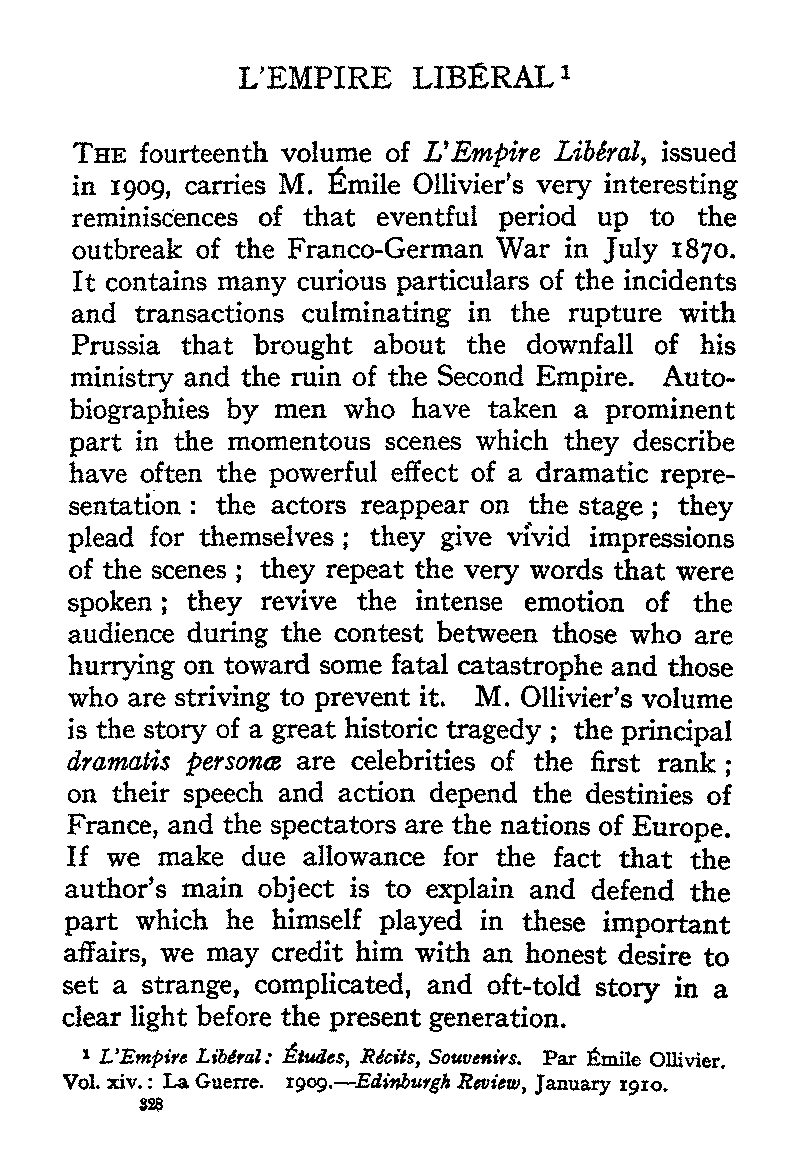 L'EMPIRE LIBÉRAL ¹
THE fourteenth volume of L'Empire Libéral, issued
in 1909, carries M. Émile Ollivier's very interesting
reminiscences of that eventful period up to the
outbreak of the Franco-German War in July 1870.
It contains many curious particulars of the incidents
and transactions culminating in the rupture with
Prussia that brought about the downfall of his
ministry and the ruin of the Second Empire. Auto-
biographies by men who have taken a prominent
part in the momentous scenes which they describe
have often the powerful effect of a dramatic repre-
sentation : the actors reappear on the stage ; they
plead for themselves ; they give vivid impressions
of the scenes ; they repeat the very words that were
spoken ; they revive the intense emotion of the
audience during the contest between those who are
hurrying on toward some fatal catastrophe and those
who are striving to prevent it. M. Ollivier's volume
is the story of a great historic tragedy ; the principal
dramatis personæ are celebrities of the first rank ;
on their speech and action depend the destinies of
France, and the spectators are the nations of Europe.
If we make due allowance for the fact that the
author's main object is to explain and defend the
part which he himself played in these important
affairs, we may credit him with an honest desire to
set a strange, complicated, and oft-told story in a
clear light before the present generation.
¹ L'Empire Libéral : Études, Récits, Souvenirs. Par Émile Ollivier.
Vol. xiv. : La Guerre. 1909.—Edinburgh Review, January 1910.
328